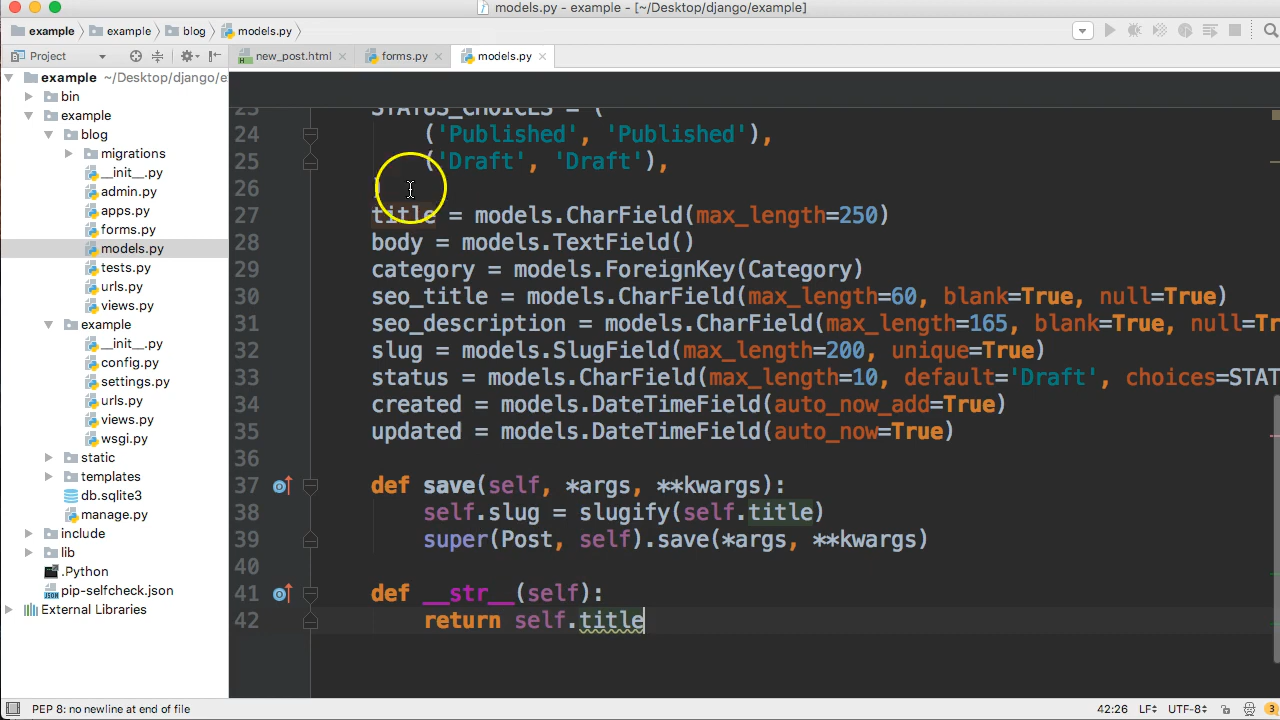 models.py - example - [~/Desktop/django/example]
example example blog models.py
Project new_post.html forms.py models.py
example ~/Desktop/django/e
bin
example
blog
migrations
__init__.py
admin.py
apps.py
forms.py
models.py
tests.py
urls.py
views.py
example
__init__.py
config.py
settings.py
urls.py
views.py
wsgi.py
static
templates
db.sqlite3
manage.py
include
lib
.Python
pip-selfcheck.json
External Libraries
23 STATUS_CHOICES = (
24 ('Published', 'Published'),
25 ('Draft', 'Draft'),
26 )
27 title = models.CharField(max_length=250)
28 body = models.TextField()
29 category = models.ForeignKey(Category)
30 seo_title = models.CharField(max_length=60, blank=True, null=True)
31 seo_description = models.CharField(max_length=165, blank=True, null=Tr
32 slug = models.SlugField(max_length=200, unique=True)
33 status = models.CharField(max_length=10, default='Draft', choices=STAT
34 created = models.DateTimeField(auto_now_add=True)
35 updated = models.DateTimeField(auto_now=True)
36
37 def save(self, *args, **kwargs):
38 self.slug = slugify(self.title)
39 super(Post, self).save(*args, **kwargs)
40
41 def __str__(self):
42 return self.title
PEP 8: no newline at end of file 42:26 LF UTF-8 3